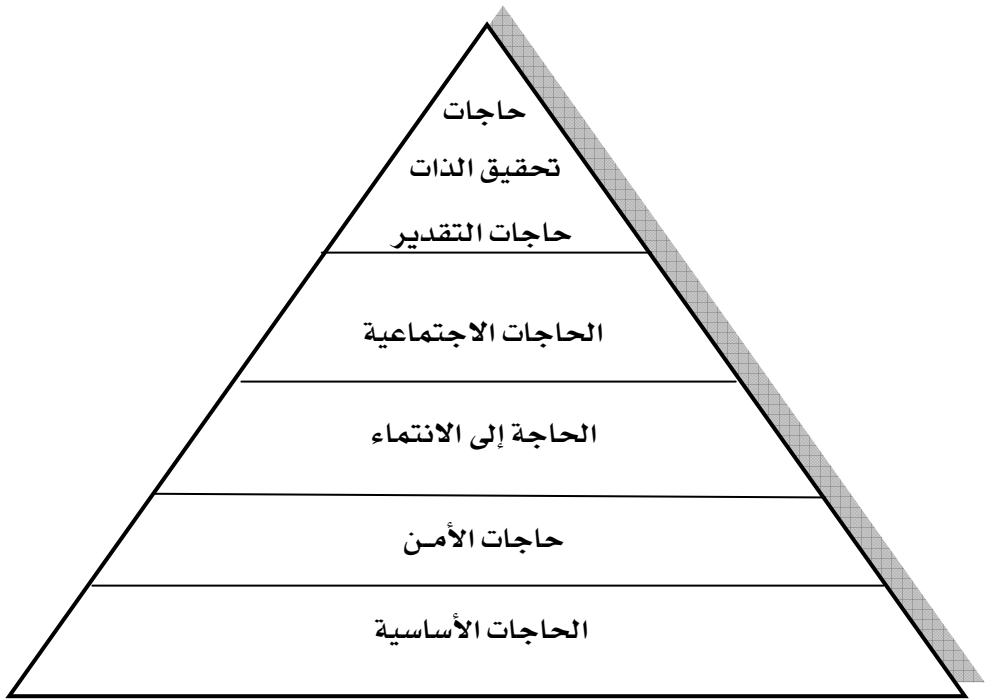 حاجات
تحقيق الذات
حاجات التقدير
الحاجات الاجتماعية
الحاجة إلى الانتماء
حاجات الأمـن
الحاجات الأساسية